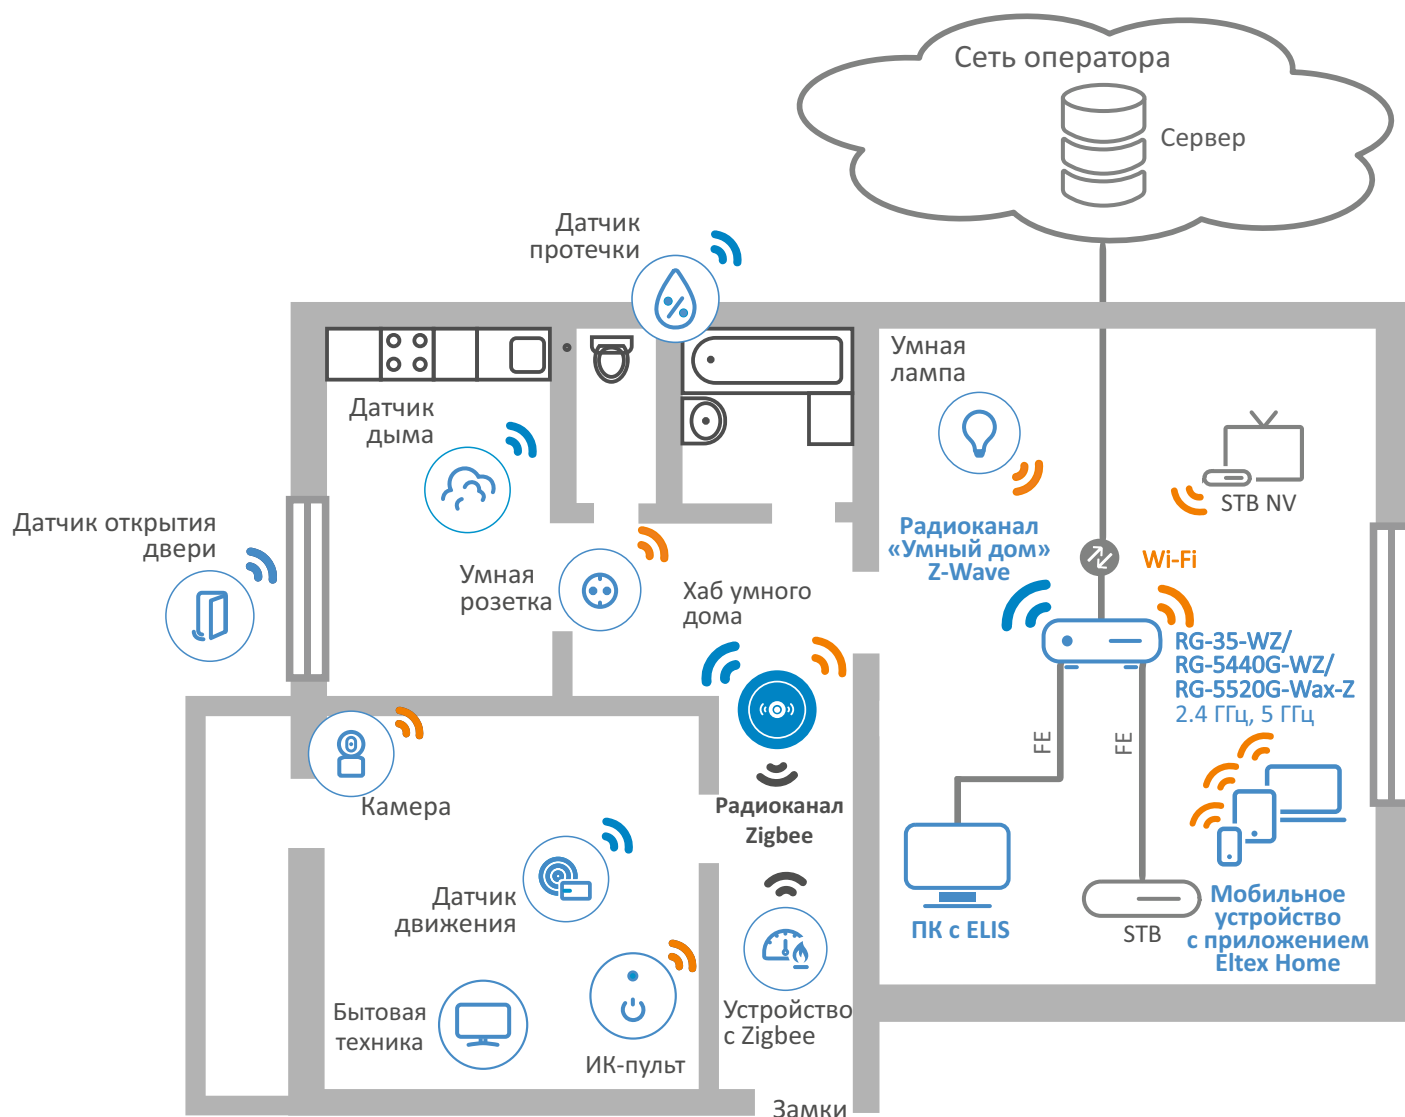 Сеть оператора
Сервер
Датчик
протечки
Умная
лампа
Датчик
дыма
STB NV
Датчик открытия
двери
Радиоканал
«Умный дом»
Z-Wave
Wi-Fi
Умная
розетка
Хаб умного
дома
RG-35-WZ/
RG-5440G-WZ/
RG-5520G-Wax-Z
2.4 ГГц, 5 ГГц
FE
FE
Камера
Радиоканал
Zigbee
Датчик
движения
ПК с ELIS
STB
Мобильное
устройство
с приложением
Eltex Home
Бытовая
техника
ИК-пульт
Устройство
с Zigbee
Замки